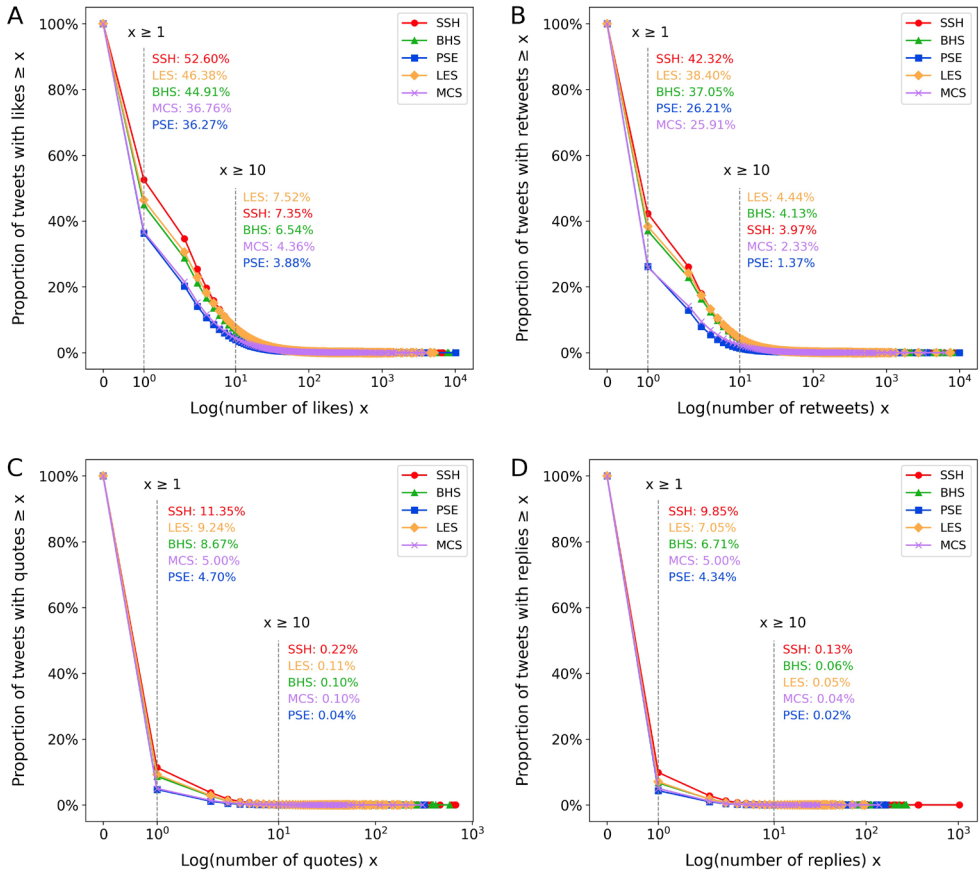 A
Proportion of tweets with likes ≥ x
100%
80%
60%
40%
20%
0%
x ≥ 1
SSH: 52.60%
LES: 46.38%
BHS: 44.91%
MCS: 36.76%
PSE: 36.27%
x ≥ 10
LES: 7.52%
SSH: 7.35%
BHS: 6.54%
MCS: 4.36%
PSE: 3.88%
SSH
BHS
PSE
LES
MCS
0 10⁰ 10¹ 10² 10³ 10⁴
Log(number of likes) x
B
Proportion of tweets with retweets ≥ x
100%
80%
60%
40%
20%
0%
x ≥ 1
SSH: 42.32%
LES: 38.40%
BHS: 37.05%
PSE: 26.21%
MCS: 25.91%
x ≥ 10
LES: 4.44%
BHS: 4.13%
SSH: 3.97%
MCS: 2.33%
PSE: 1.37%
SSH
BHS
PSE
LES
MCS
0 10⁰ 10¹ 10² 10³ 10⁴
Log(number of retweets) x
C
Proportion of tweets with quotes ≥ x
100%
80%
60%
40%
20%
0%
x ≥ 1
SSH: 11.35%
LES: 9.24%
BHS: 8.67%
MCS: 5.00%
PSE: 4.70%
x ≥ 10
SSH: 0.22%
LES: 0.11%
BHS: 0.10%
MCS: 0.10%
PSE: 0.04%
SSH
BHS
PSE
LES
MCS
0 10⁰ 10¹ 10² 10³
Log(number of quotes) x
D
Proportion of tweets with replies ≥ x
100%
80%
60%
40%
20%
0%
x ≥ 1
SSH: 9.85%
LES: 7.05%
BHS: 6.71%
MCS: 5.00%
PSE: 4.34%
x ≥ 10
SSH: 0.13%
BHS: 0.06%
LES: 0.05%
MCS: 0.04%
PSE: 0.02%
SSH
BHS
PSE
LES
MCS
0 10⁰ 10¹ 10² 10³
Log(number of replies) x